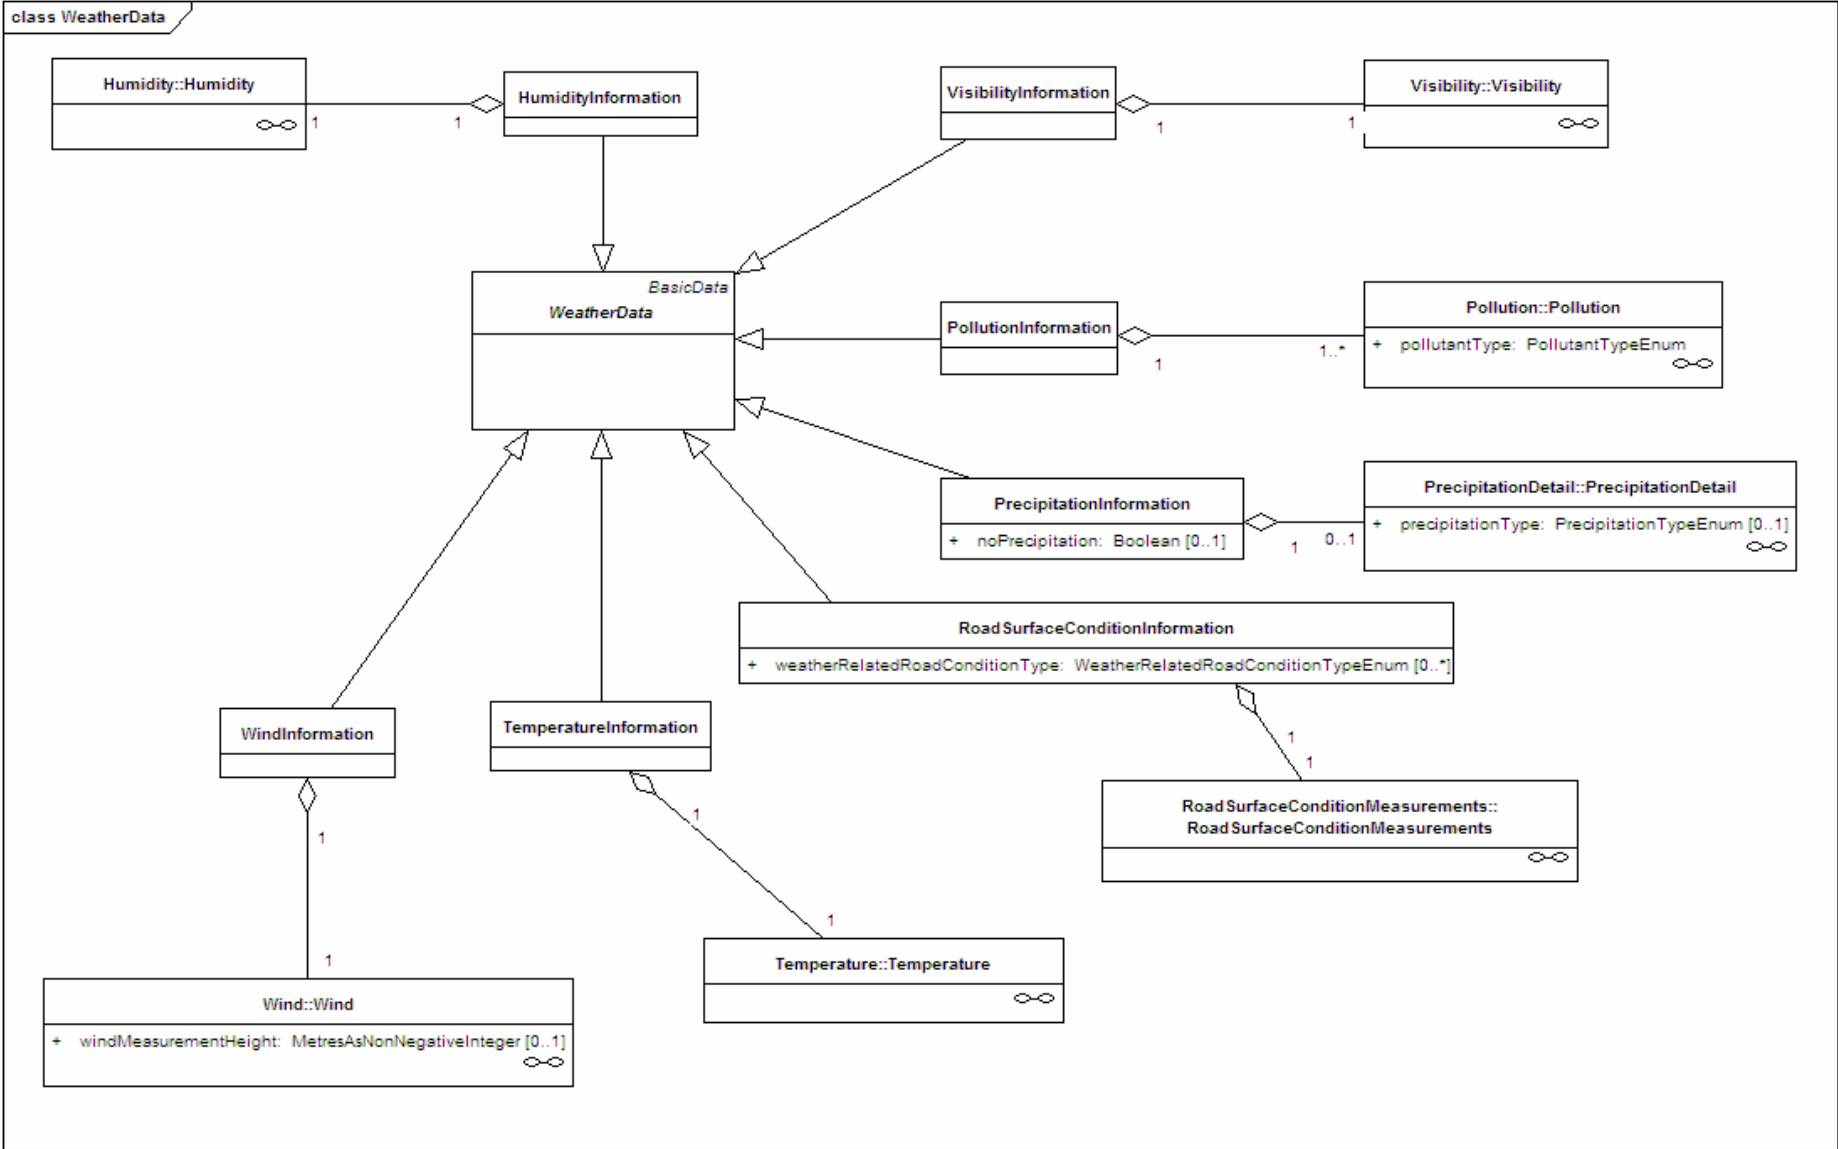 class WeatherData
Humidity::Humidity
1
1
HumidityInformation
VisibilityInformation
1
1
Visibility::Visibility
BasicData
WeatherData
PollutionInformation
1
1..*
Pollution::Pollution
+ pollutantType: PollutantTypeEnum
PrecipitationInformation
+ noPrecipitation: Boolean [0..1]
1
0..1
PrecipitationDetail::PrecipitationDetail
+ precipitationType: PrecipitationTypeEnum [0..1]
RoadSurfaceConditionInformation
+ weatherRelatedRoadConditionType: WeatherRelatedRoadConditionTypeEnum [0..*]
1
1
RoadSurfaceConditionMeasurements::
RoadSurfaceConditionMeasurements
WindInformation
1
1
TemperatureInformation
1
1
Temperature::Temperature
Wind::Wind
+ windMeasurementHeight: MetresAsNonNegativeInteger [0..1]